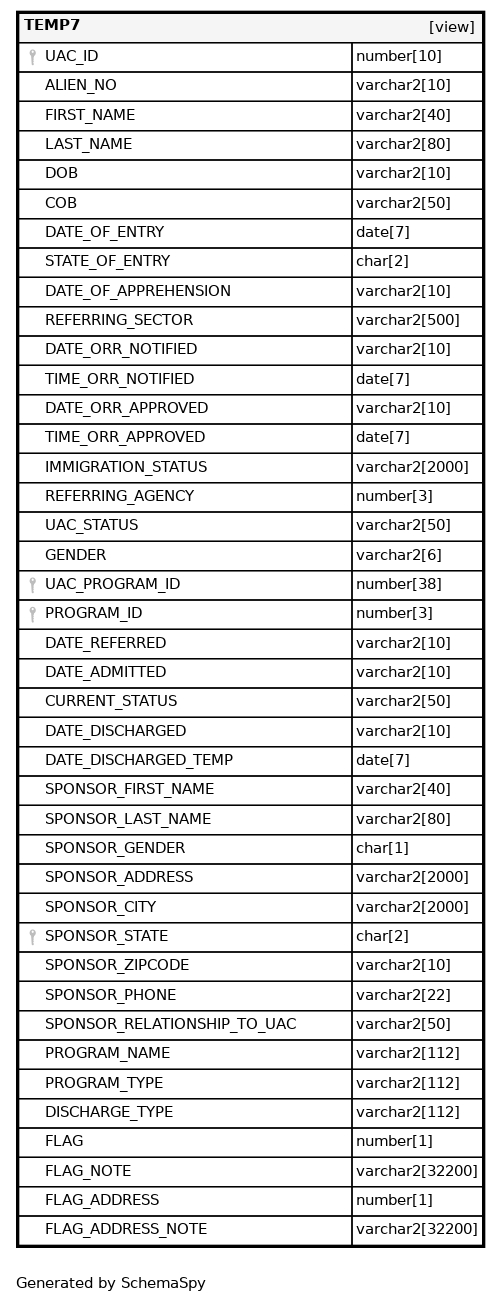 TEMP7 [view]
UAC_ID number[10]
ALIEN_NO varchar2[10]
FIRST_NAME varchar2[40]
LAST_NAME varchar2[80]
DOB varchar2[10]
COB varchar2[50]
DATE_OF_ENTRY date[7]
STATE_OF_ENTRY char[2]
DATE_OF_APPREHENSION varchar2[10]
REFERRING_SECTOR varchar2[500]
DATE_ORR_NOTIFIED varchar2[10]
TIME_ORR_NOTIFIED date[7]
DATE_ORR_APPROVED varchar2[10]
TIME_ORR_APPROVED date[7]
IMMIGRATION_STATUS varchar2[2000]
REFERRING_AGENCY number[3]
UAC_STATUS varchar2[50]
GENDER varchar2[6]
UAC_PROGRAM_ID number[38]
PROGRAM_ID number[3]
DATE_REFERRED varchar2[10]
DATE_ADMITTED varchar2[10]
CURRENT_STATUS varchar2[50]
DATE_DISCHARGED varchar2[10]
DATE_DISCHARGED_TEMP date[7]
SPONSOR_FIRST_NAME varchar2[40]
SPONSOR_LAST_NAME varchar2[80]
SPONSOR_GENDER char[1]
SPONSOR_ADDRESS varchar2[2000]
SPONSOR_CITY varchar2[2000]
SPONSOR_STATE char[2]
SPONSOR_ZIPCODE varchar2[10]
SPONSOR_PHONE varchar2[22]
SPONSOR_RELATIONSHIP_TO_UAC varchar2[50]
PROGRAM_NAME varchar2[112]
PROGRAM_TYPE varchar2[112]
DISCHARGE_TYPE varchar2[112]
FLAG number[1]
FLAG_NOTE varchar2[32200]
FLAG_ADDRESS number[1]
FLAG_ADDRESS_NOTE varchar2[32200]
Generated by SchemaSpy